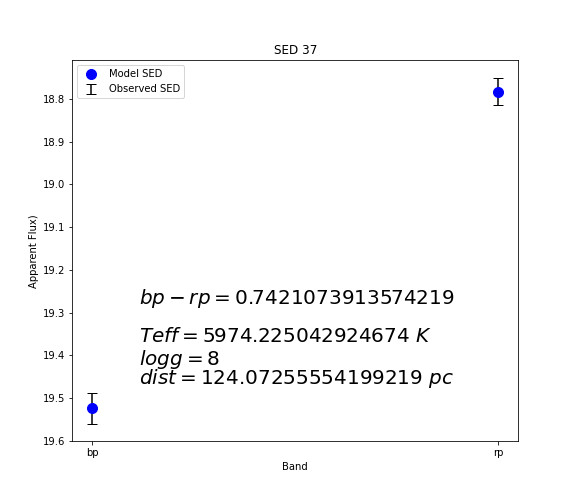 SED 37
Model SED
Observed SED
18.8
18.9
19.0
19.1
19.2
19.3
19.4
19.5
19.6
Apparent Flux)
bp − rp = 0.7421073913574219
Teff = 5974.225042924674 K
logg = 8
dist = 124.07255554199219 pc
bp
rp
Band